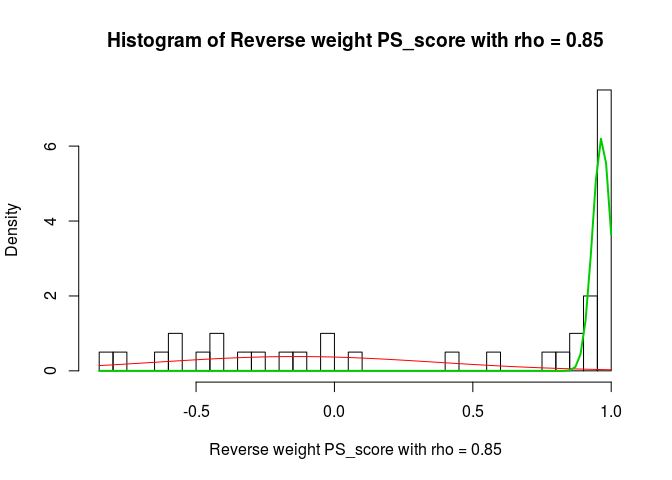 Histogram of Reverse weight PS_score with rho = 0.85
Density
6
4
2
0
-0.5 0.0 0.5 1.0
Reverse weight PS_score with rho = 0.85